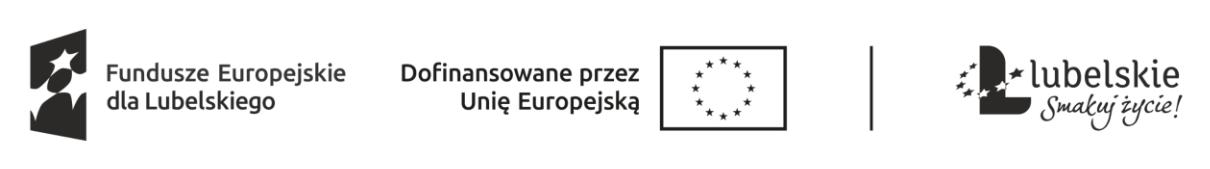 Fundusze Europejskie
dla Lubelskiego
Dofinansowane przez
Unię Europejską
lubelskie
Smakuj życie!